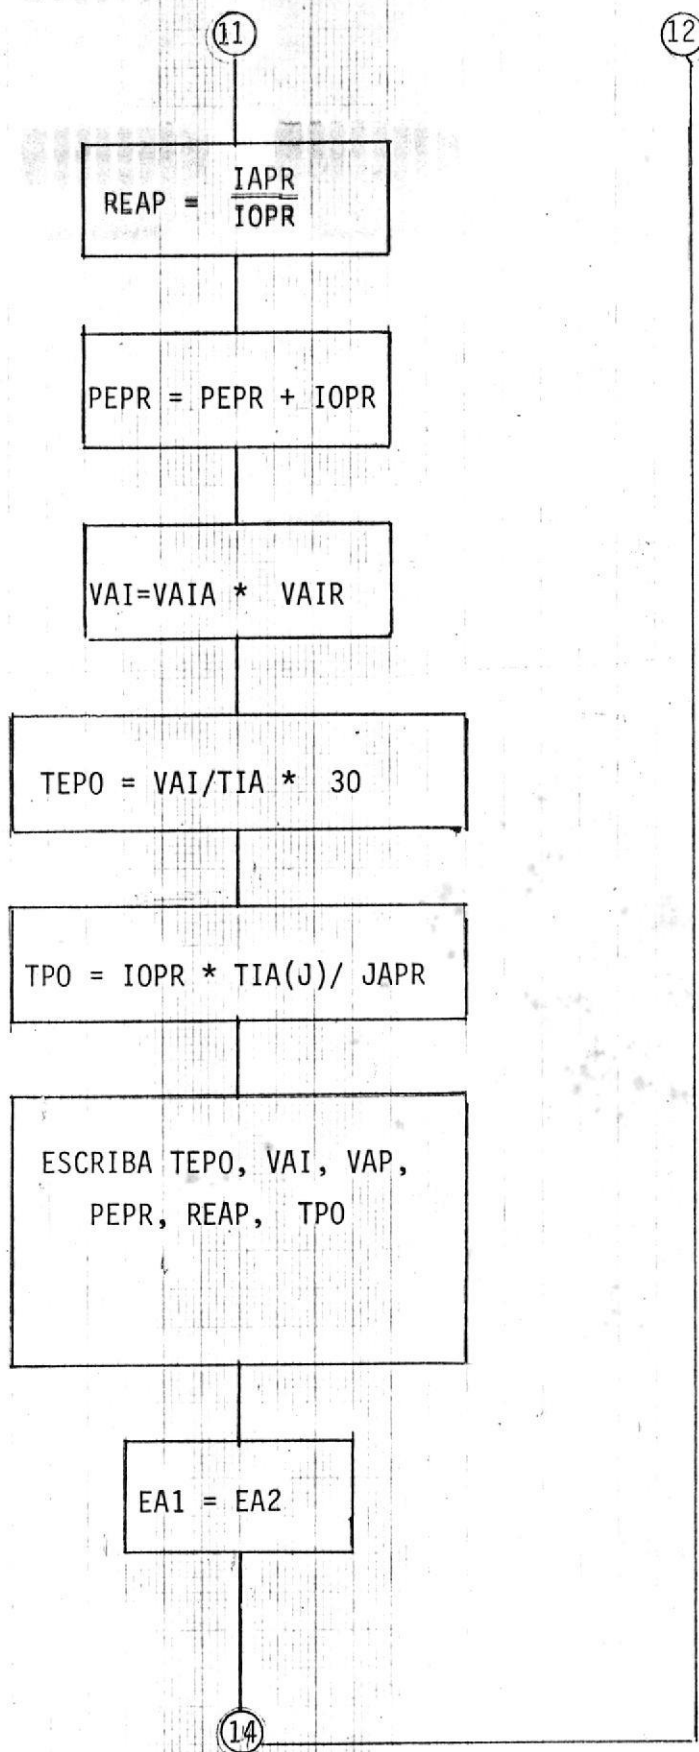 11
12
REAP = IAPR
IOPR
PEPR = PEPR + IOPR
VAI=VAIA * VAIR
TEPO = VAI/TIA * 30
TPO = IOPR * TIA(J)/ JAPR
ESCRIBA TEPO, VAI, VAP,
PEPR, REAP, TPO
EA1 = EA2
14